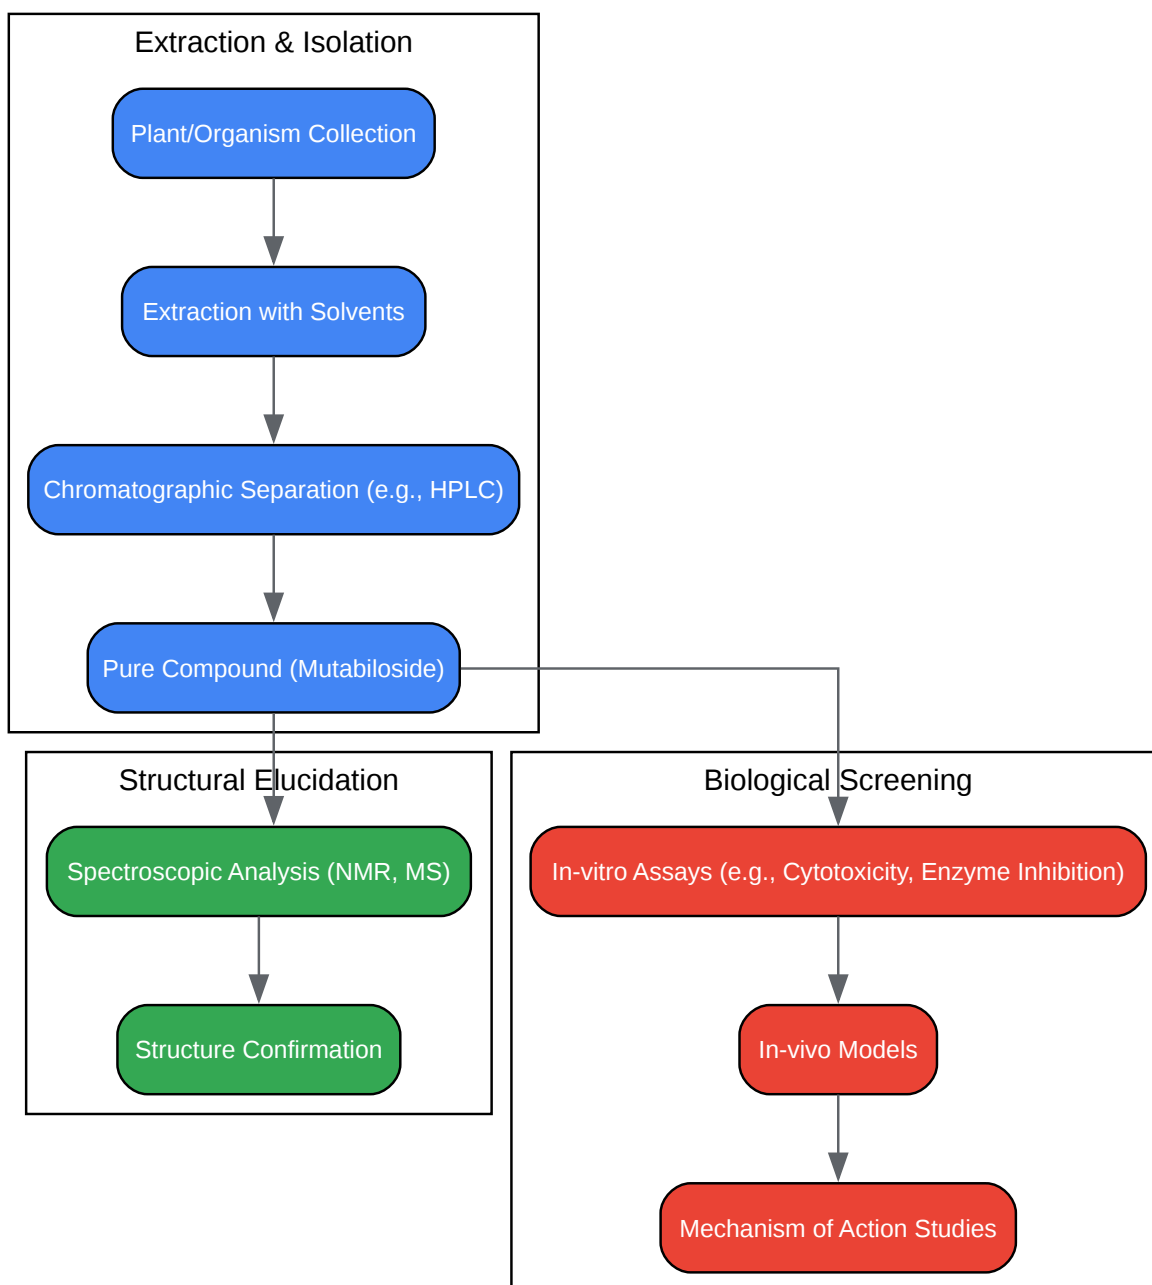 Extraction & Isolation
Plant/Organism Collection
Extraction with Solvents
Chromatographic Separation (e.g., HPLC)
Pure Compound (Mutabiloside)
Structural Elucidation
Spectroscopic Analysis (NMR, MS)
Structure Confirmation
Biological Screening
In-vitro Assays (e.g., Cytotoxicity, Enzyme Inhibition)
In-vivo Models
Mechanism of Action Studies